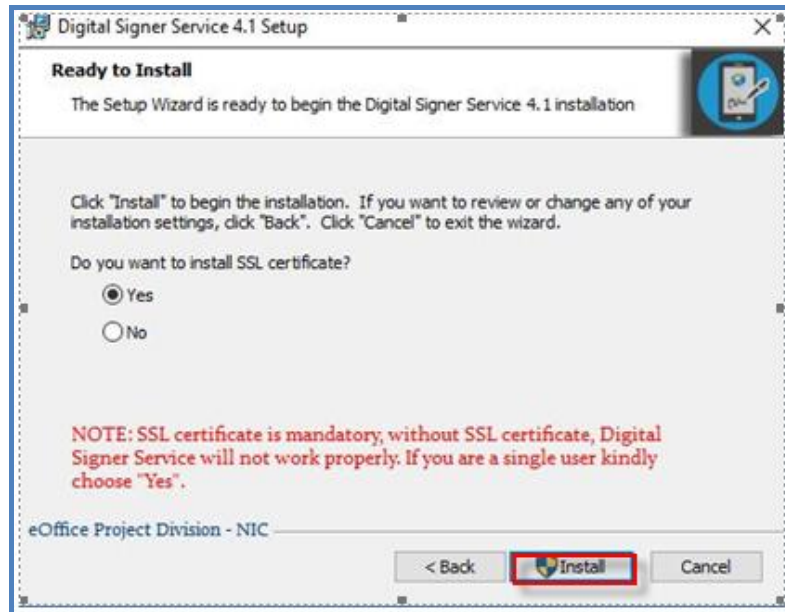 Digital Signer Service 4.1 Setup
Ready to Install
The Setup Wizard is ready to begin the Digital Signer Service 4.1 installation
Click "Install" to begin the installation. If you want to review or change any of your
installation settings, click "Back". Click "Cancel" to exit the wizard.
Do you want to install SSL certificate?
Yes
No
NOTE: SSL certificate is mandatory, without SSL certificate, Digital
Signer Service will not work properly. If you are a single user kindly
choose "Yes".
eOffice Project Division - NIC
< Back Install Cancel